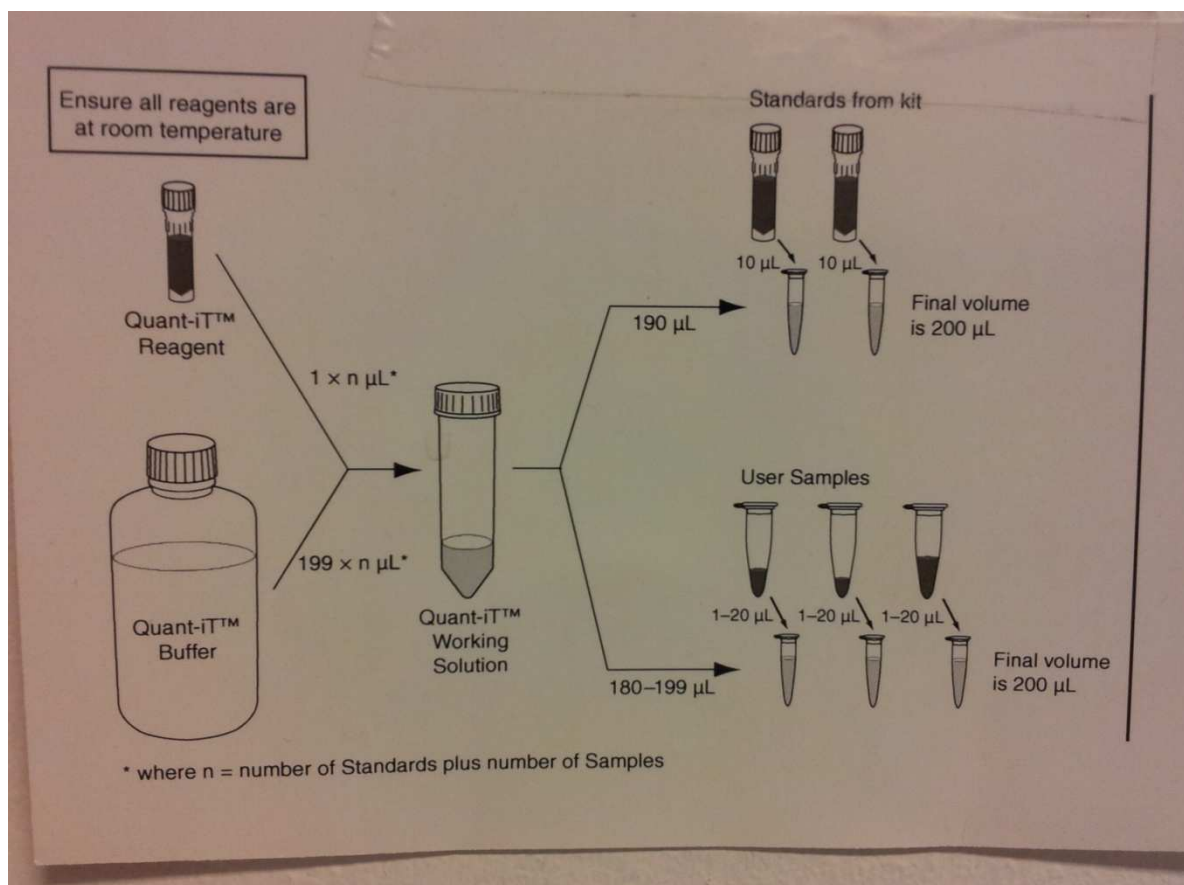 Ensure all reagents are
at room temperature
Quant-iT™
Reagent
1 × n µL*
Quant-iT™
Buffer
199 × n µL*
Quant-iT™
Working
Solution
190 µL
Standards from kit
10 µL
10 µL
Final volume
is 200 µL
180–199 µL
User Samples
1–20 µL
1–20 µL
1–20 µL
Final volume
is 200 µL
* where n = number of Standards plus number of Samples